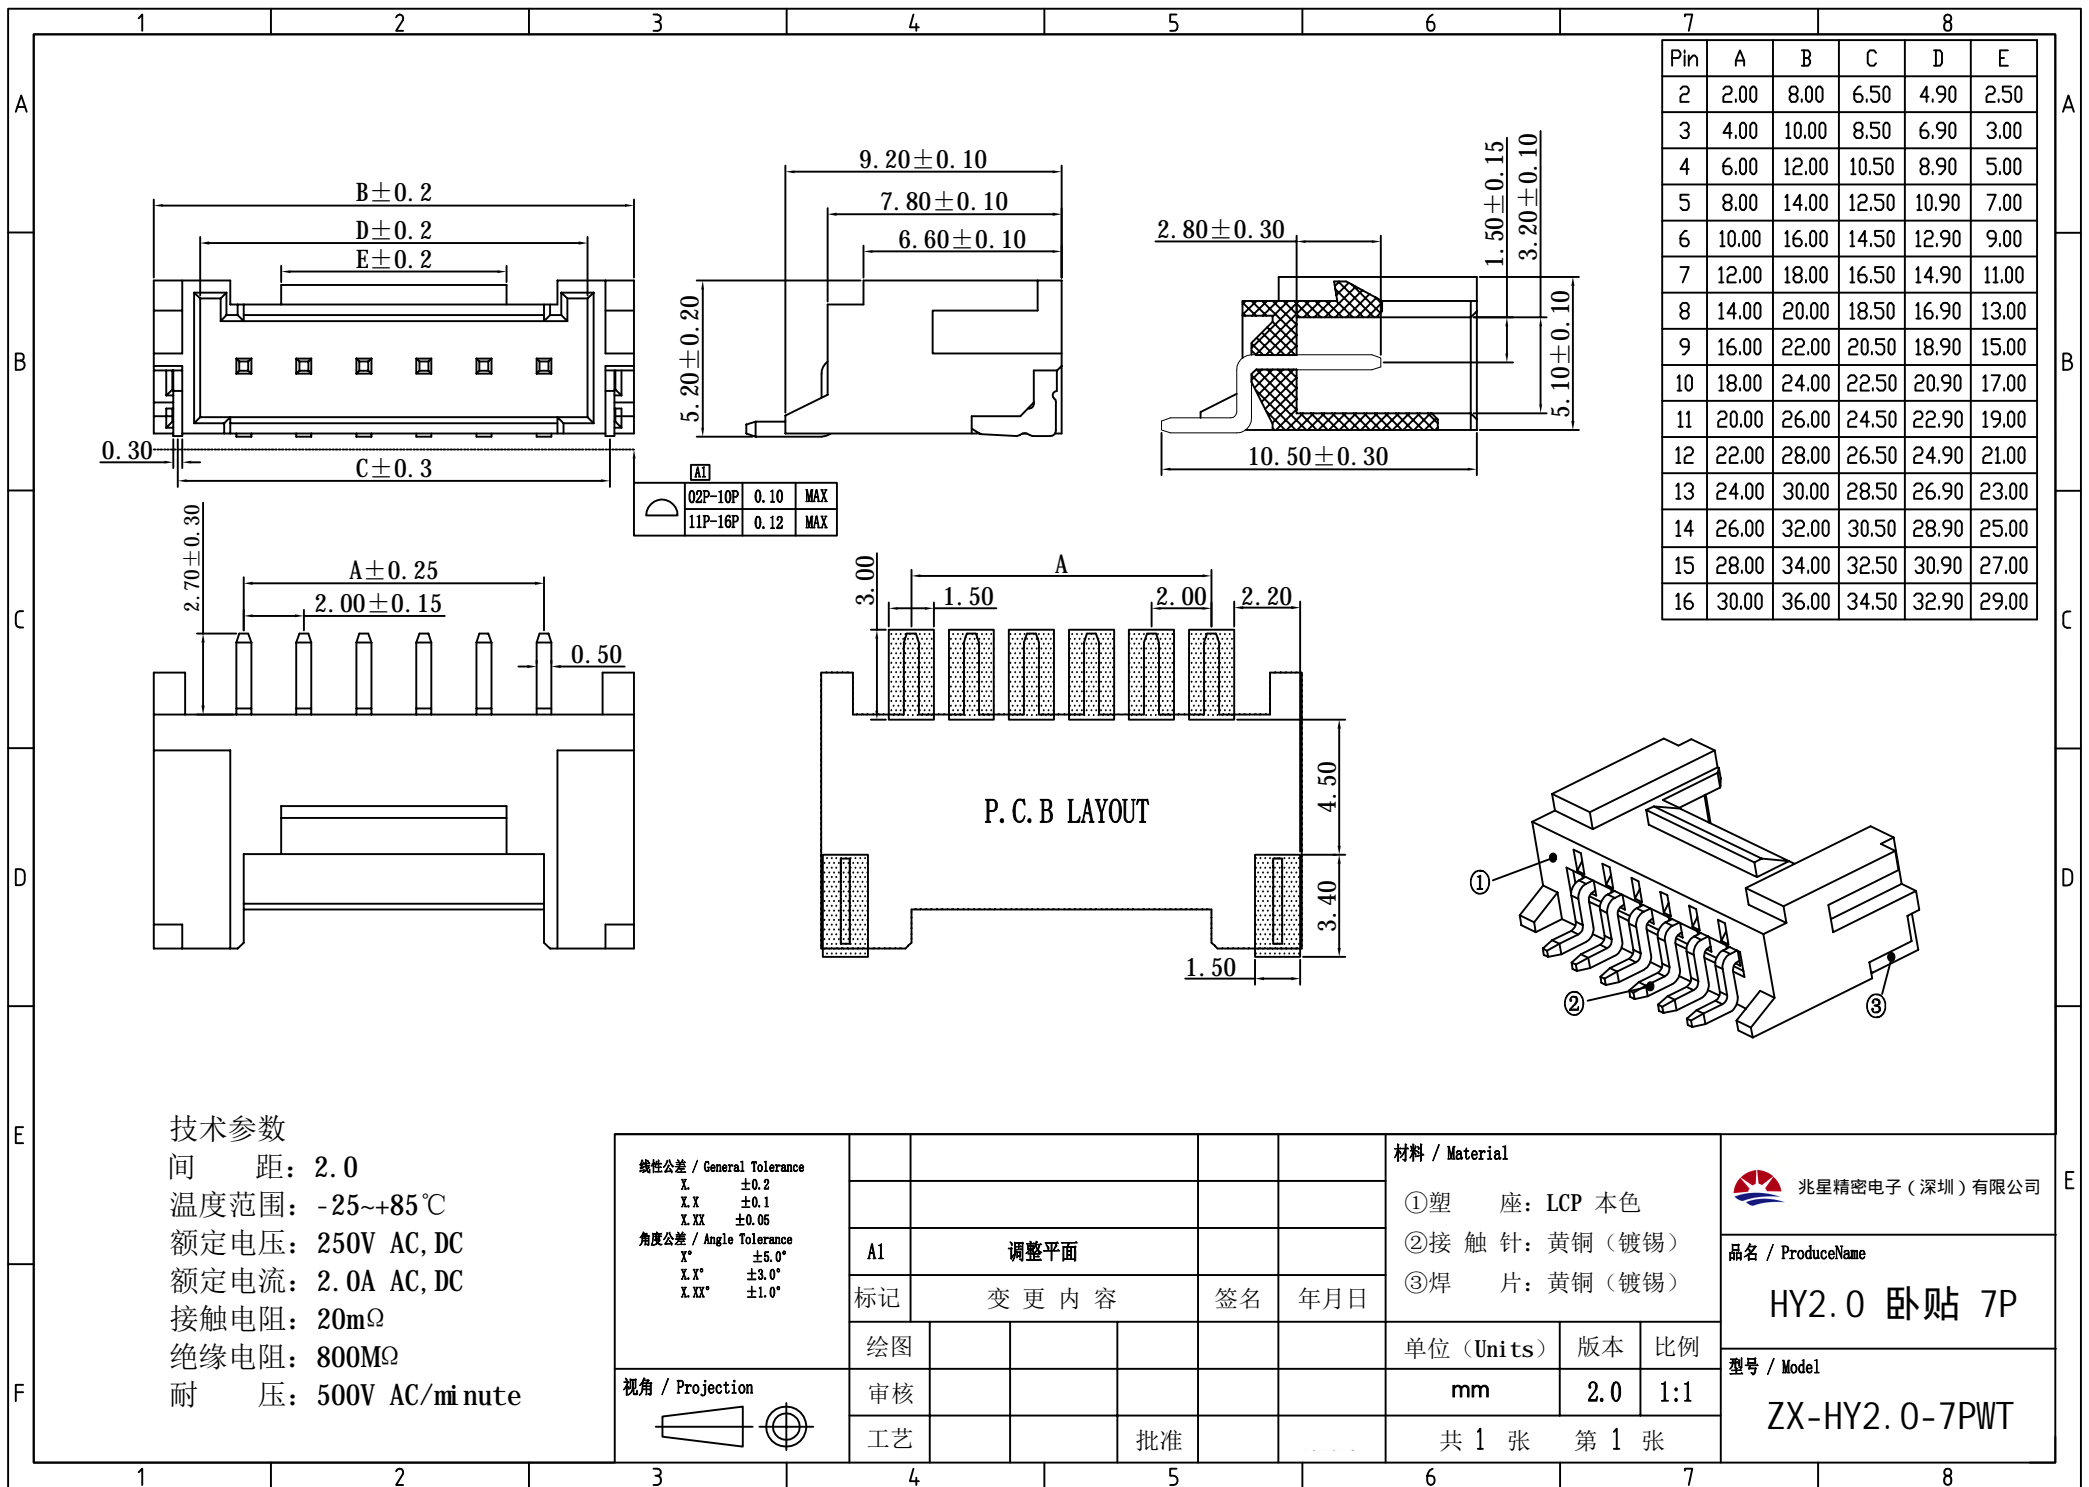 1 2 3 4 5 6 7 8
A
B
C
D
E
F
A
B
C
D
E
Pin A B C D E
2 2.00 8.00 6.50 4.90 2.50
3 4.00 10.00 8.50 6.90 3.00
4 6.00 12.00 10.50 8.90 5.00
5 8.00 14.00 12.50 10.90 7.00
6 10.00 16.00 14.50 12.90 9.00
7 12.00 18.00 16.50 14.90 11.00
8 14.00 20.00 18.50 16.90 13.00
9 16.00 22.00 20.50 18.90 15.00
10 18.00 24.00 22.50 20.90 17.00
11 20.00 26.00 24.50 22.90 19.00
12 22.00 28.00 26.50 24.90 21.00
13 24.00 30.00 28.50 26.90 23.00
14 26.00 32.00 30.50 28.90 25.00
15 28.00 34.00 32.50 30.90 27.00
16 30.00 36.00 34.50 32.90 29.00
B±0.2
D±0.2
E±0.2
0.30
C±0.3
9.20±0.10
7.80±0.10
6.60±0.10
5.20±0.20
2.80±0.30
1.50±0.15
3.20±0.10
5.10±0.10
10.50±0.30
A1
02P-10P 0.10 MAX
11P-16P 0.12 MAX
2.70±0.30
A±0.25
2.00±0.15
0.50
3.00
A
1.50
2.00
2.20
4.50
3.40
1.50
P.C.B LAYOUT
①
②
③
技术参数
间 距：2.0
温度范围：-25~+85℃
额定电压：250V AC,DC
额定电流：2.0A AC,DC
接触电阻：20mΩ
绝缘电阻：800MΩ
耐 压：500V AC/minute
线性公差 / General Tolerance
X. ±0.2
X.X ±0.1
X.XX ±0.05
角度公差 / Angle Tolerance
X° ±5.0°
X.X° ±3.0°
X.XX° ±1.0°
视角 / Projection
A1 调整平面
标记 变 更 内 容 签名 年月日
绘图
审核
工艺 批准
材料 / Material
①塑 座：LCP 本色
②接 触 针：黄铜（镀锡）
③焊 片：黄铜（镀锡）
单位（Units） 版本 比例
mm 2.0 1:1
共 1 张 第 1 张
兆星精密电子（深圳）有限公司
品名 / ProduceName
HY2.0 卧贴 7P
型号 / Model
ZX-HY2.0-7PWT
1 2 3 4 5 6 7 8